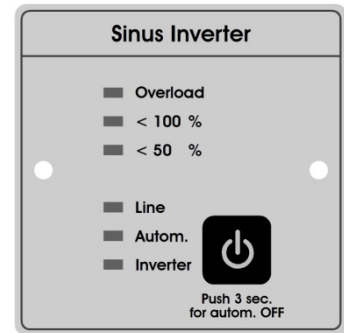 Sinus Inverter
Overload
< 100 %
< 50 %
Line
Autom.
Inverter
Push 3 sec.
for autom. OFF